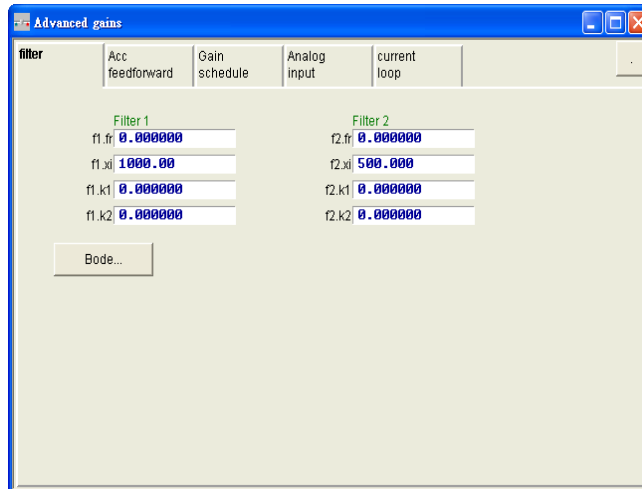 Advanced gains
filter
Acc
feedforward
Gain
schedule
Analog
input
current
loop
.
Filter 1
f1.fr 0.000000
f1.xi 1000.00
f1.k1 0.000000
f1.k2 0.000000
Filter 2
f2.fr 0.000000
f2.xi 500.000
f2.k1 0.000000
f2.k2 0.000000
Bode...